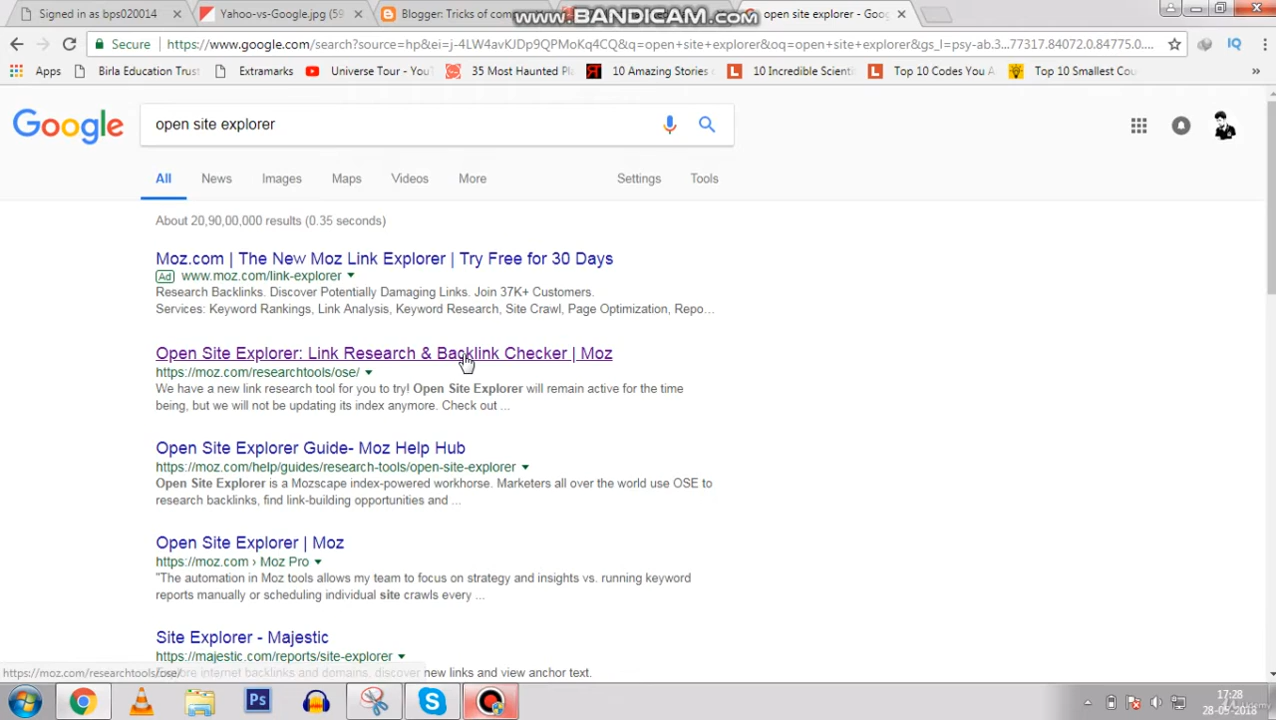 Signed in as bps020014
Yahoo-vs-Google.jpg (59
Blogger: Tricks of com
www.BANDICAM.com
open site explorer - Goo
Secure
https://www.google.com/search?source=hp&ei=j-4LW4avKJDp9QPMoKq4CQ&q=open+site+explorer&oq=open+site+explorer&gs_l=psy-ab.3...77317.84072.0.84775.0....
Apps
Birla Education Trust
Extramarks
Universe Tour - You
35 Most Haunted Pla
10 Amazing Stories
10 Incredible Scient
Top 10 Codes You A
Top 10 Smallest Cou
»
Google
open site explorer
All
News
Images
Maps
Videos
More
Settings
Tools
About 20,90,00,000 results (0.35 seconds)
Moz.com | The New Moz Link Explorer | Try Free for 30 Days
Ad www.moz.com/link-explorer
Research Backlinks. Discover Potentially Damaging Links. Join 37K+ Customers.
Services: Keyword Rankings, Link Analysis, Keyword Research, Site Crawl, Page Optimization, Repo...
Open Site Explorer: Link Research & Backlink Checker | Moz
https://moz.com/researchtools/ose/
We have a new link research tool for you to try! Open Site Explorer will remain active for the time
being, but we will not be updating its index anymore. Check out ...
Open Site Explorer Guide- Moz Help Hub
https://moz.com/help/guides/research-tools/open-site-explorer
Open Site Explorer is a Mozscape index-powered workhorse. Marketers all over the world use OSE to
research backlinks, find link-building opportunities and ...
Open Site Explorer | Moz
https://moz.com › Moz Pro
"The automation in Moz tools allows my team to focus on strategy and insights vs. running keyword
reports manually or scheduling individual site crawls every ...
Site Explorer - Majestic
https://majestic.com/reports/site-explorer
https://moz.com/researchtools/ose/
internet backlinks and domains, discover new links and view anchor text.
Ps
17:28
28-05-2018
Udemy